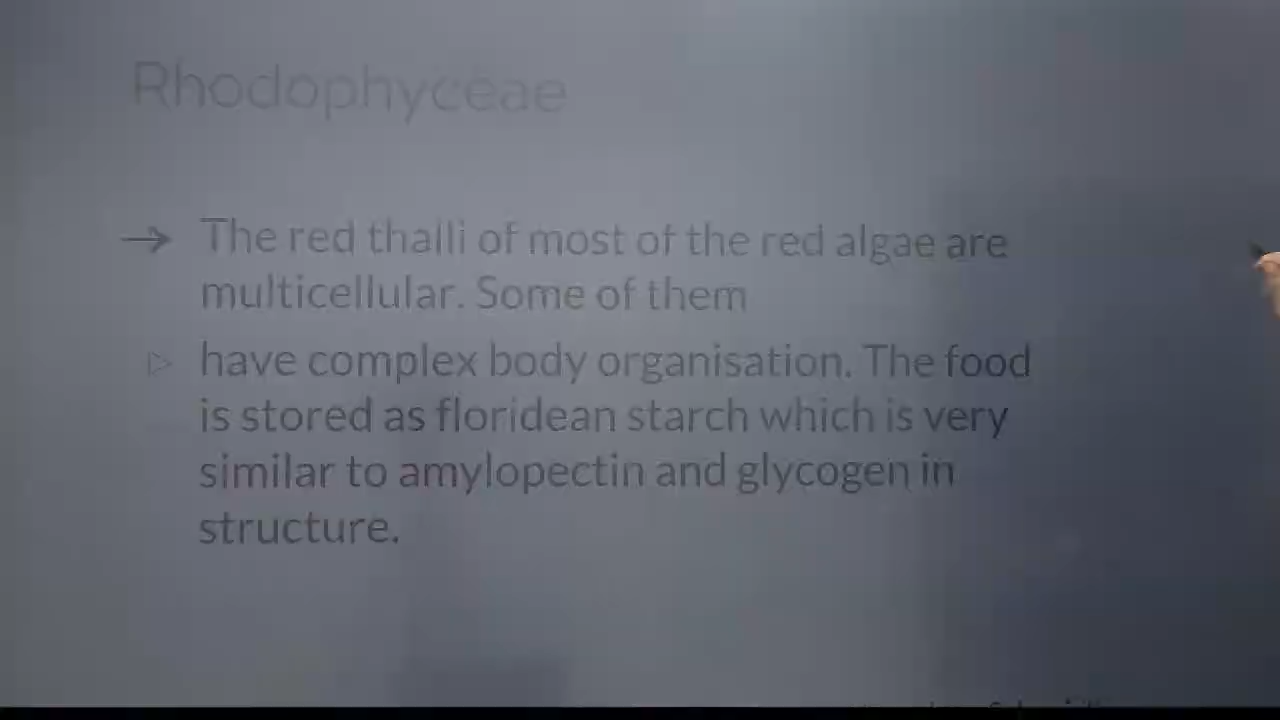 Rhodophyceae
→ The red thalli of most of the red algae are
multicellular. Some of them
▷ have complex body organisation. The food
is stored as floridean starch which is very
similar to amylopectin and glycogen in
structure.